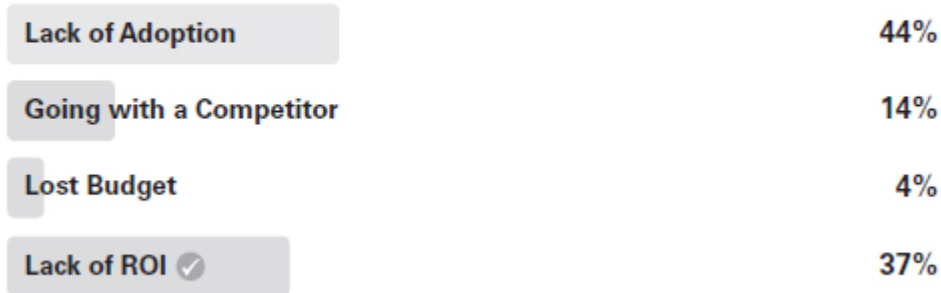 Lack of Adoption 44%
Going with a Competitor 14%
Lost Budget 4%
Lack of ROI 37%